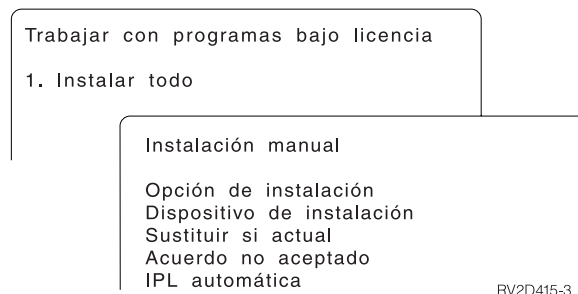 Trabajar con programas bajo licencia
1. Instalar todo
Instalación manual
Opción de instalación
Dispositivo de instalación
Sustituir si actual
Acuerdo no aceptado
IPL automática
RV2D415-3